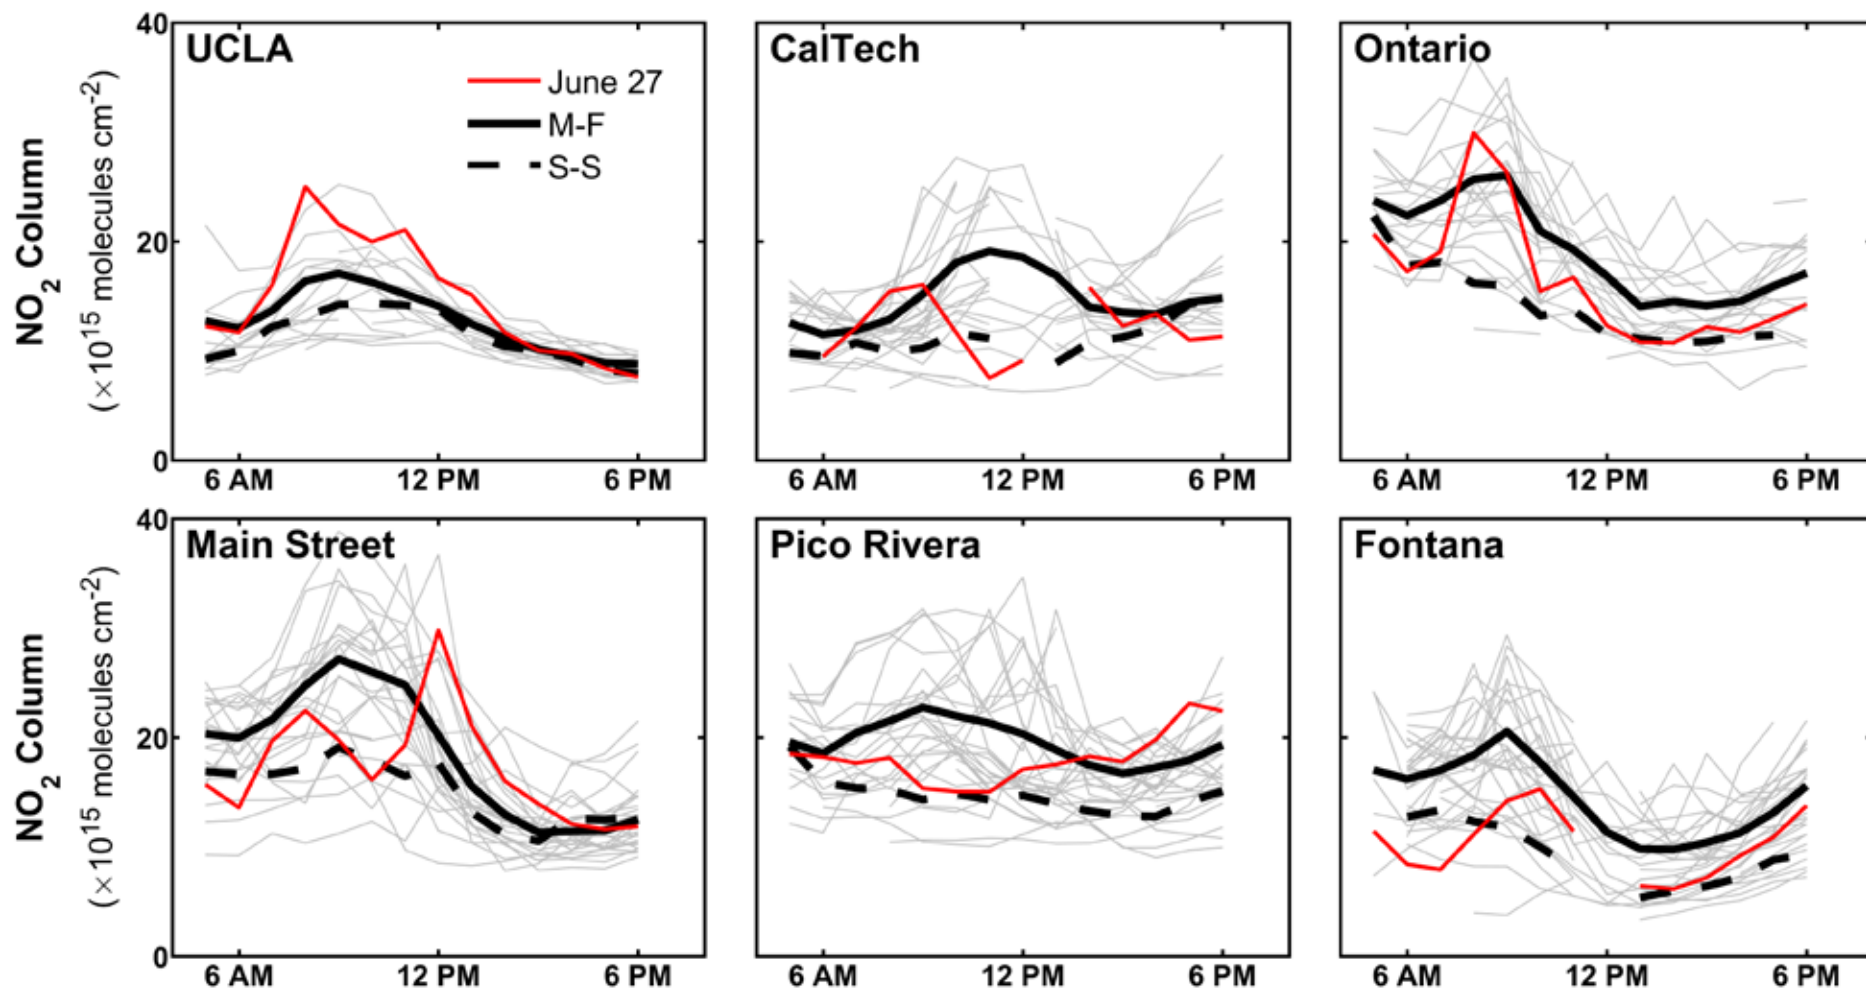 UCLA
June 27
M-F
S-S
CalTech
Ontario
NO2 Column
(×10^15 molecules cm^-2)
40
20
0
6 AM 12 PM 6 PM
6 AM 12 PM 6 PM
6 AM 12 PM 6 PM
Main Street
Pico Rivera
Fontana
NO2 Column
(×10^15 molecules cm^-2)
40
20
0
6 AM 12 PM 6 PM
6 AM 12 PM 6 PM
6 AM 12 PM 6 PM